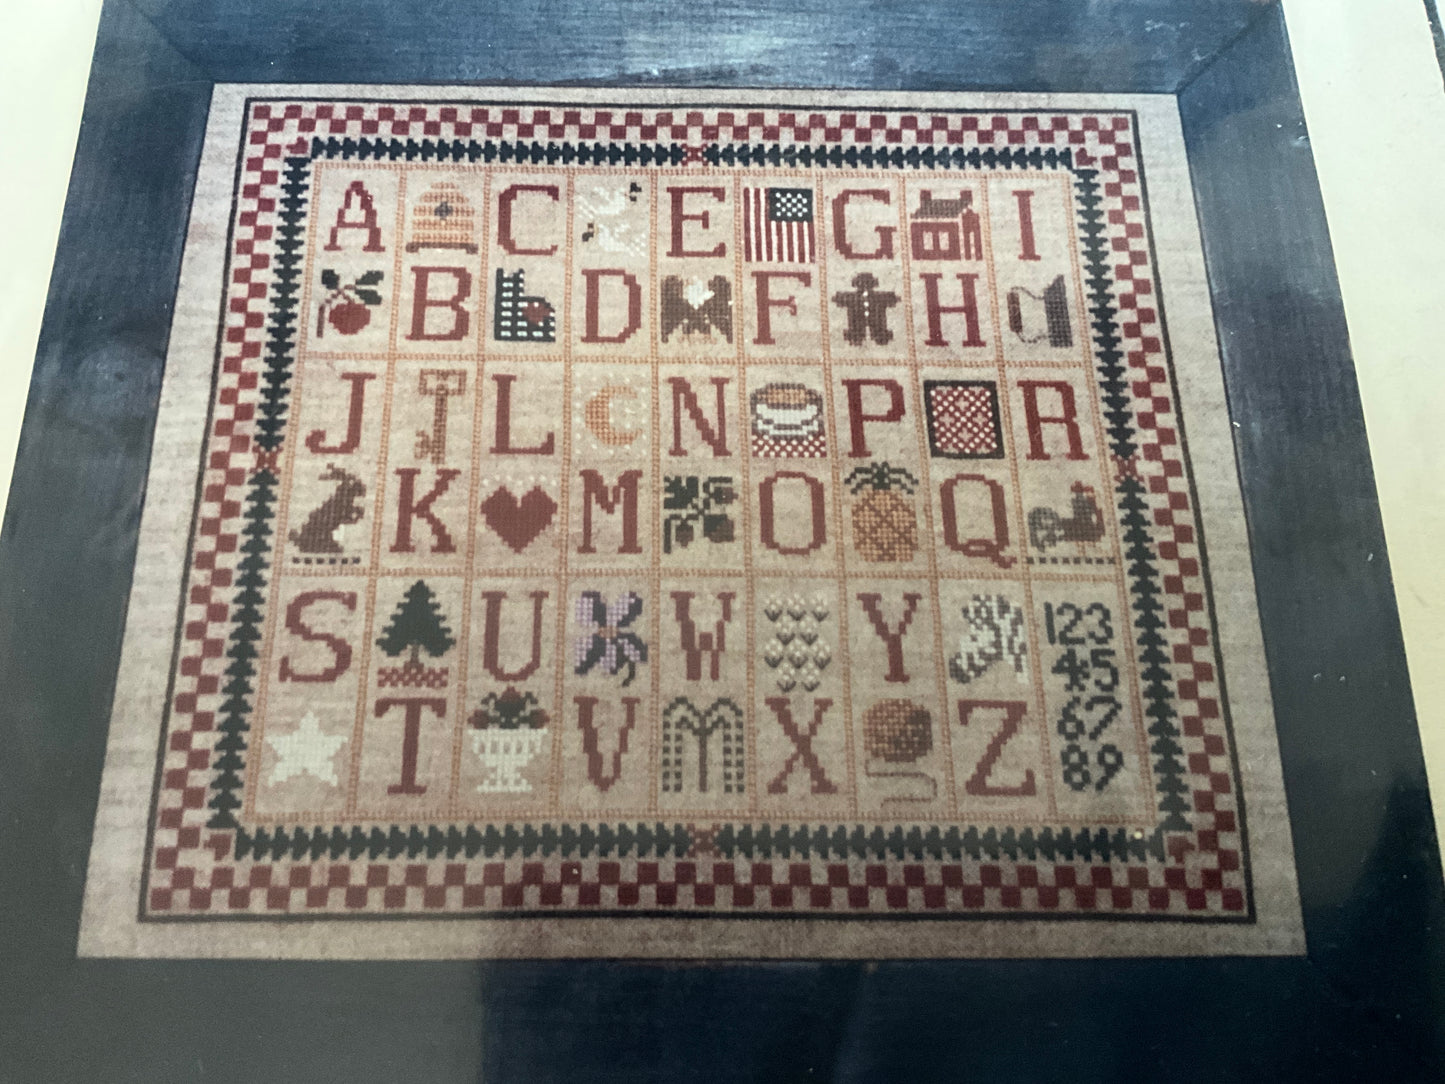 A C E G I
B D F H
J L N P R
K M O Q
S U W Y 123
45
T V X Z 67
89